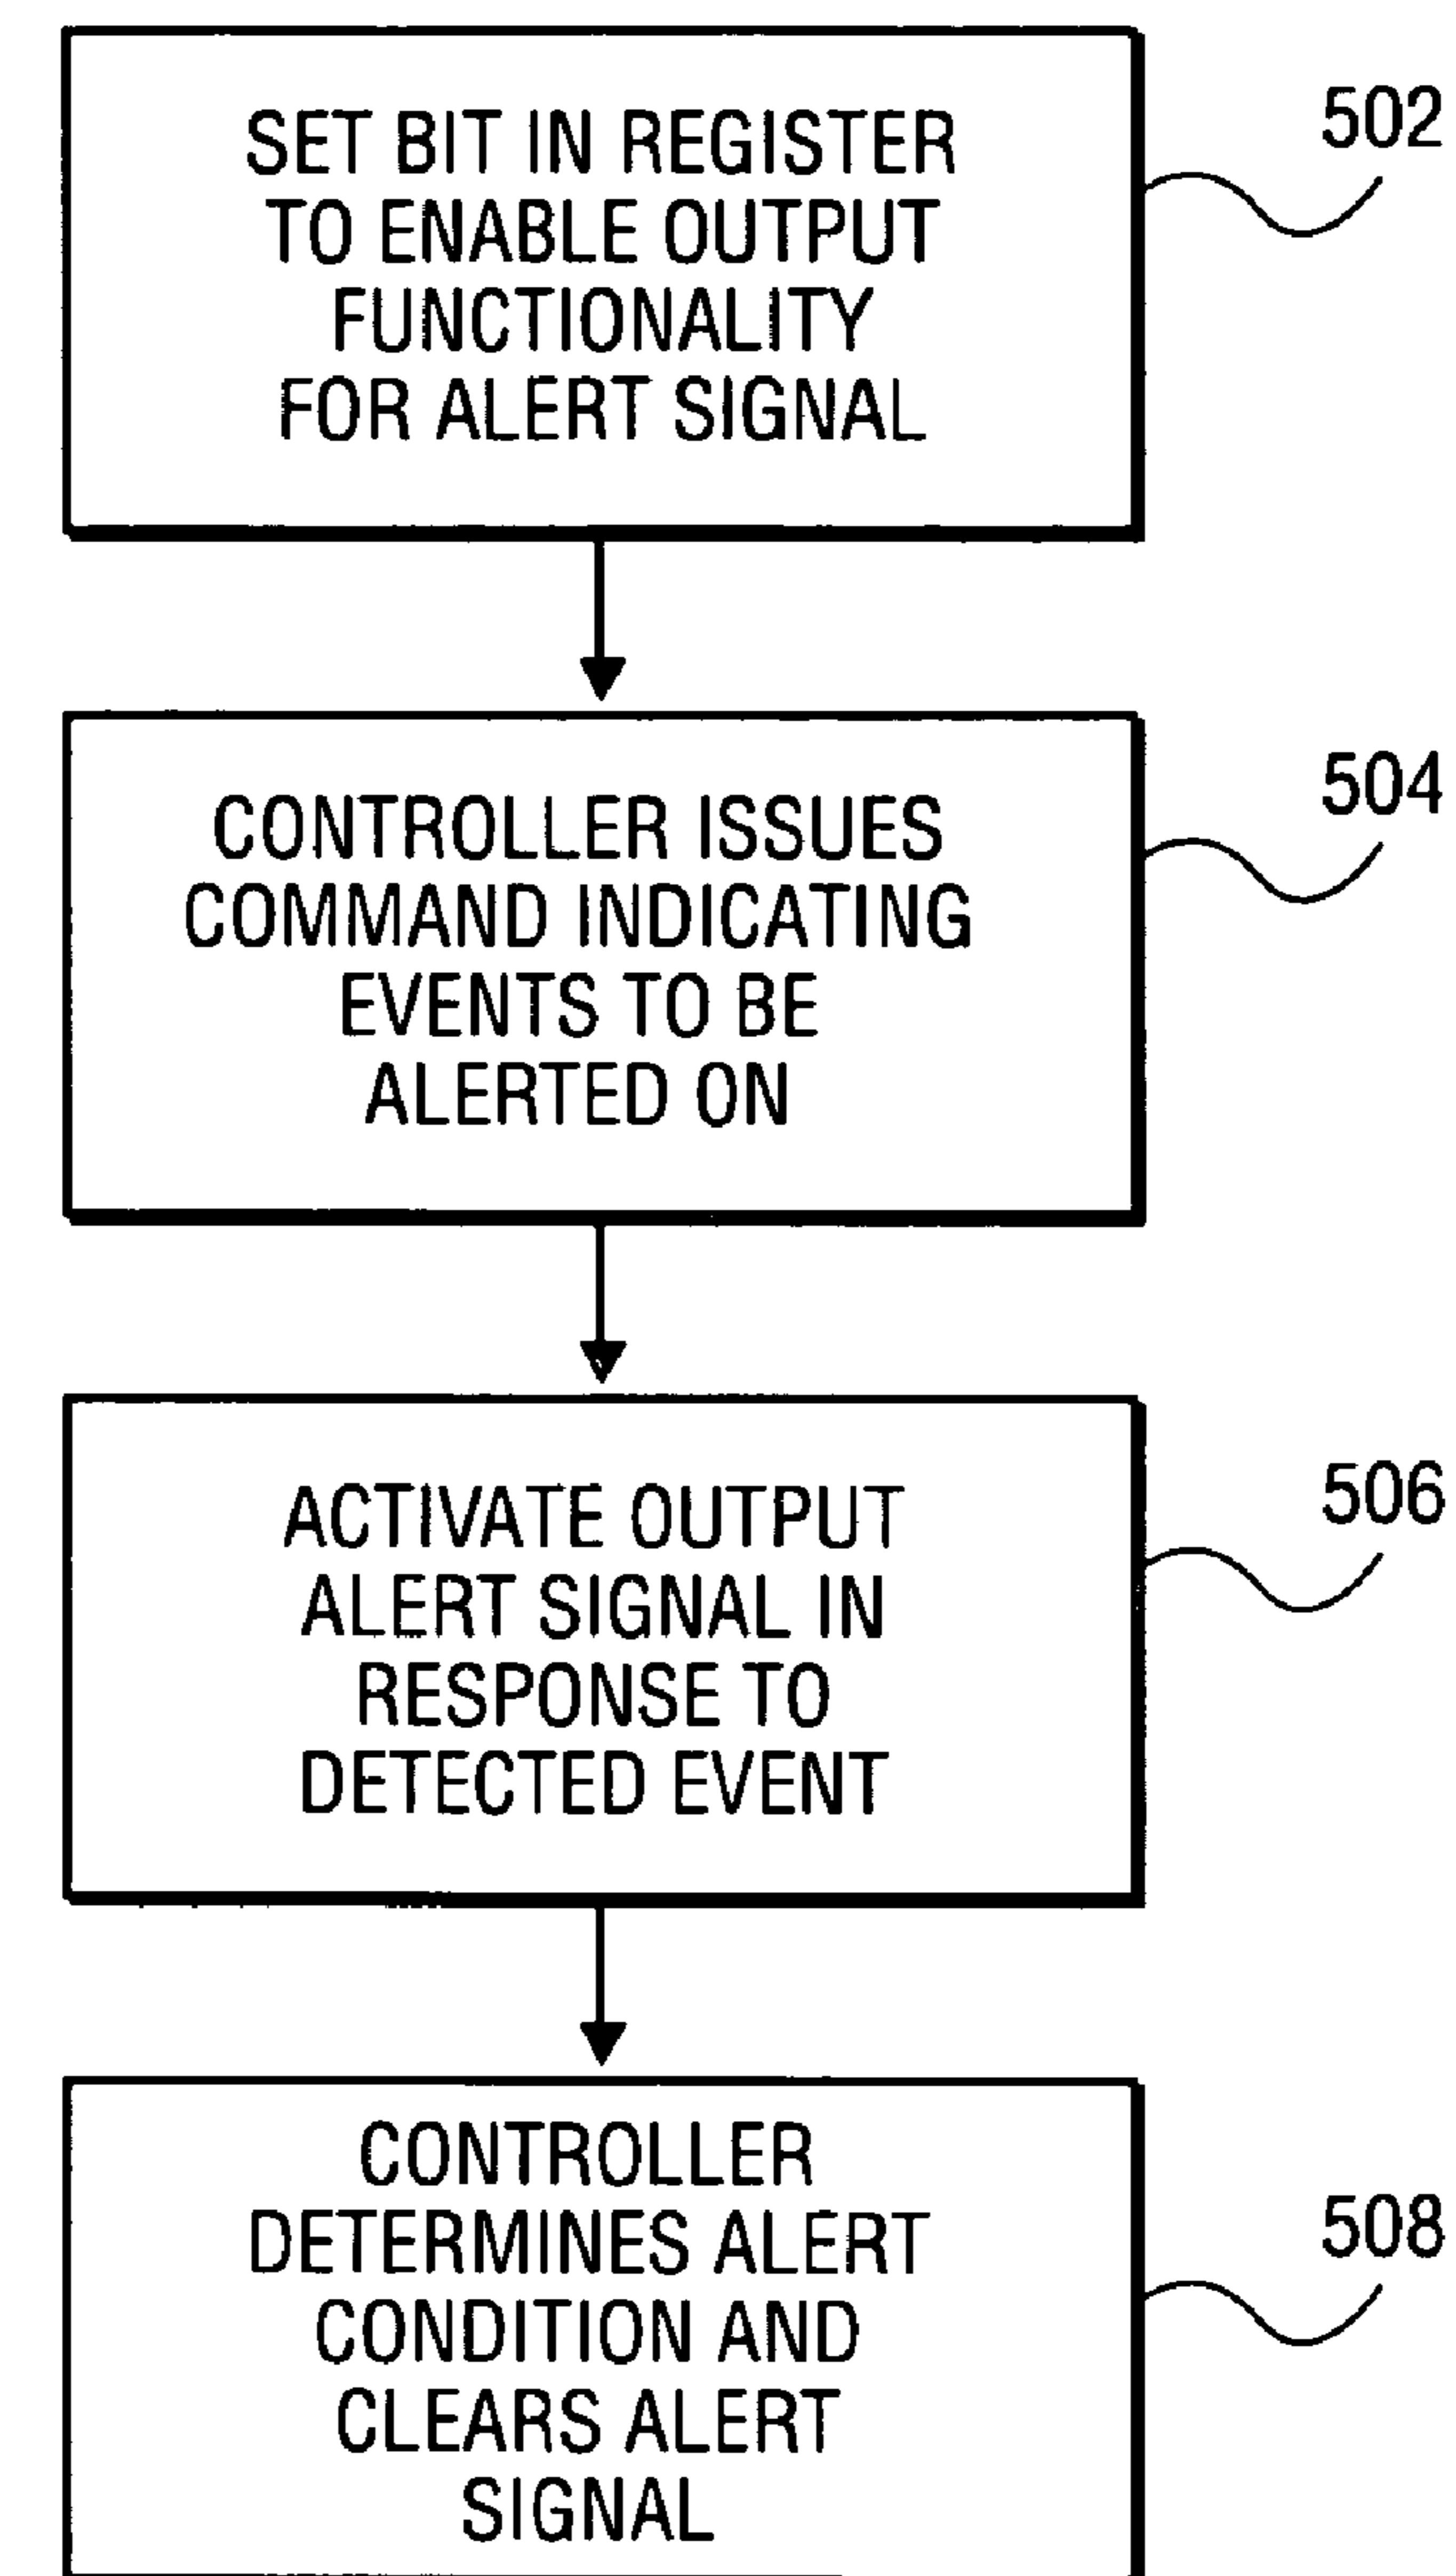 SET BIT IN REGISTER
TO ENABLE OUTPUT
FUNCTIONALITY
FOR ALERT SIGNAL
502
CONTROLLER ISSUES
COMMAND INDICATING
EVENTS TO BE
ALERTED ON
504
ACTIVATE OUTPUT
ALERT SIGNAL IN
RESPONSE TO
DETECTED EVENT
506
CONTROLLER
DETERMINES ALERT
CONDITION AND
CLEARS ALERT
SIGNAL
508